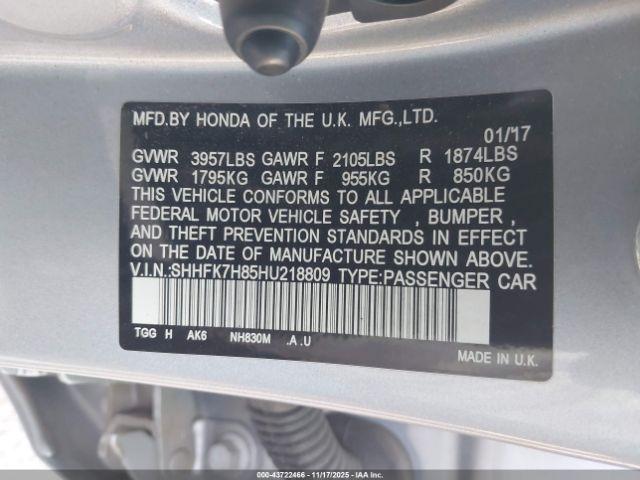 MFD.BY HONDA OF THE U.K. MFG.,LTD.
01/'17
GVWR 3957LBS GAWR F 2105LBS R 1874LBS
GVWR 1795KG GAWR F 955KG R 850KG
THIS VEHICLE CONFORMS TO ALL APPLICABLE
FEDERAL MOTOR VEHICLE SAFETY , BUMPER ,
AND THEFT PREVENTION STANDARDS IN EFFECT
ON THE DATE OF MANUFACTURE SHOWN ABOVE.
V.I.N.:SHHFK7H85HU218809 TYPE:PASSENGER CAR
TGG H AK6 NH830M .A .U
MADE IN U.K.
000-43722466 - 11/17/2025 - IAAI.COM